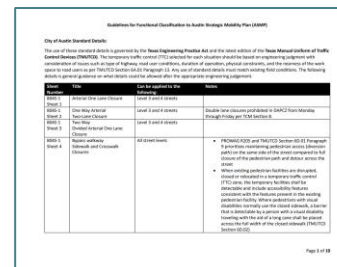 Guidelines for Functional Classification to Austin Strategic Mobility Plan (ASMP)
City of Austin Standard Details:
The use of these standard details is governed by the Texas Engineering Practice Act and the latest edition of the Texas Manual Uniform of Traffic
Control Devices (TMUTCD). The temporary traffic control (TTC) selected for each situation should be based on engineering judgment with
consideration of issues such as type of highway, road user conditions, duration of operation, physical constraints, and the nearness of the work
space to road users as per TMUTCD Section 6A.01 Paragraph 13. Any use of standard details must match existing field conditions. The following
details is general guidance on what details could be allowed after the appropriate engineering judgement.
Sheet Number
Title
Can be applied to the following
Notes
804S-1 Sheet 1
Arterial One Lane Closure
Level 3 and 4 streets
804S-1 Sheet 2
One Way Arterial Two-Lane Closure
Level 3 and 4 streets
Double lane closures prohibited in DAPCZ from Monday through Friday per TCM Section 8.
804S-1 Sheet 3
Two Way Divided Arterial One Lane Closure
Level 3 and 4 streets
804S-1 Sheet 4
Bypass walkway Sidewalk and Crosswalk Closures
All street levels
• PROWAG R205 and TMUTCD Section 6D.01 Paragraph
9 prioritizes maintaining pedestrian access (diversion
path) on the same side of the street compared to full
closure of the pedestrian path and detour across the
street
• When existing pedestrian facilities are disrupted,
closed or relocated in a temporary traffic control
(TTC) zone, the temporary facilities shall be
detectable and include accessibility features
consistent with the features present in the existing
pedestrian facility. Where pedestrians with visual
disabilities normally use the closed sidewalk, a barrier
that is detectable by a person with a visual disability
traveling with the aid of a long cane shall be placed
across the full width of the closed sidewalk (TMUTCD
Section 6D.02)
Page 2 of 10